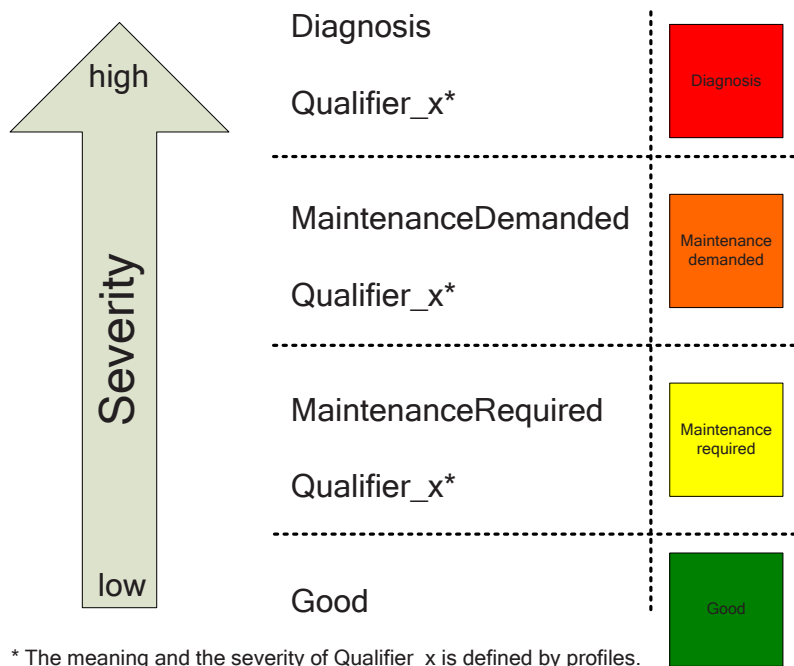 high
Severity
low
Diagnosis
Qualifier_x*
Diagnosis
MaintenanceDemanded
Qualifier_x*
Maintenance
demanded
MaintenanceRequired
Qualifier_x*
Maintenance
required
Good
Good
* The meaning and the severity of Qualifier_x is defined by profiles.